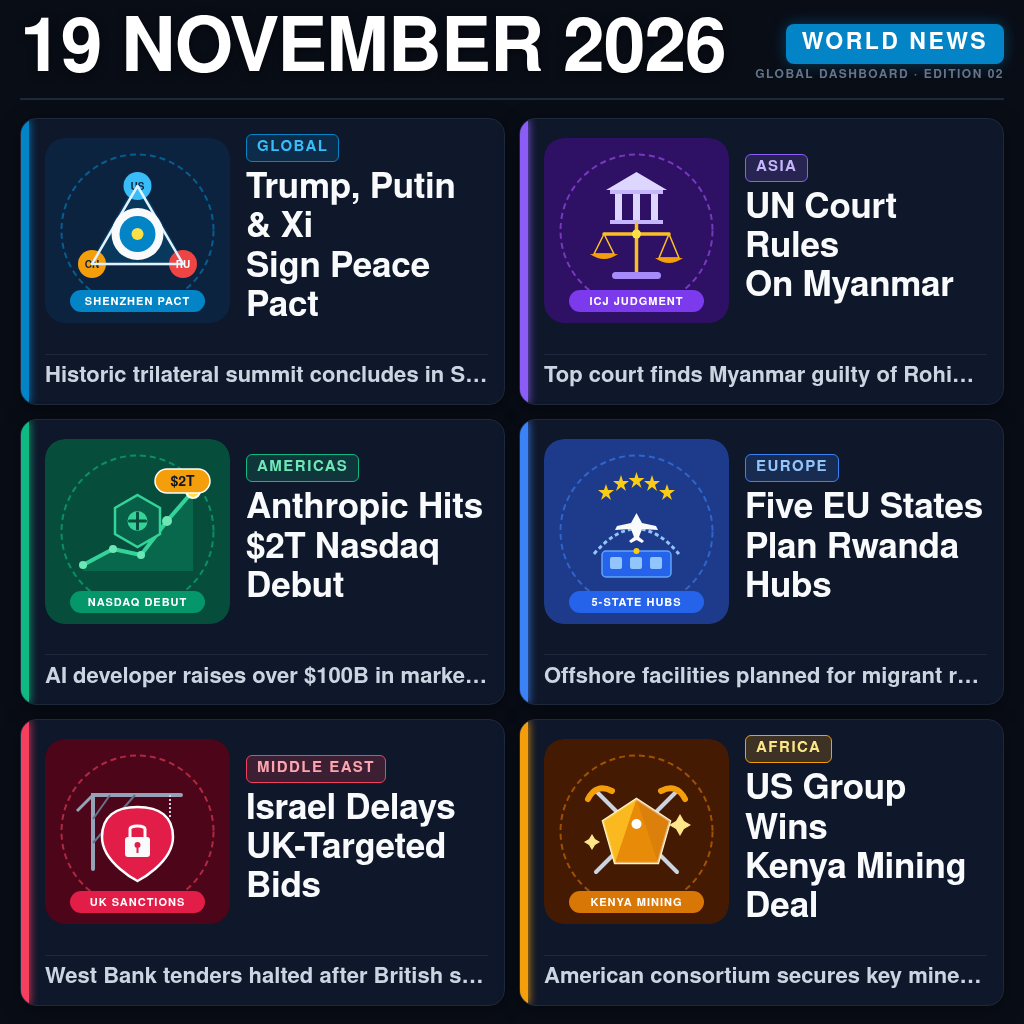 19 NOVEMBER 2026
WORLD NEWS
GLOBAL DASHBOARD · EDITION 02
GLOBAL
Trump, Putin
& Xi
Sign Peace
Pact
US
CN
RU
SHENZHEN PACT
Historic trilateral summit concludes in S...
ASIA
UN Court
Rules
On Myanmar
ICJ JUDGMENT
Top court finds Myanmar guilty of Rohi...
AMERICAS
Anthropic Hits
$2T Nasdaq
Debut
$2T
NASDAQ DEBUT
AI developer raises over $100B in marke...
EUROPE
Five EU States
Plan Rwanda
Hubs
5-STATE HUBS
Offshore facilities planned for migrant r...
MIDDLE EAST
Israel Delays
UK-Targeted
Bids
UK SANCTIONS
West Bank tenders halted after British s...
AFRICA
US Group
Wins
Kenya Mining
Deal
KENYA MINING
American consortium secures key mine...